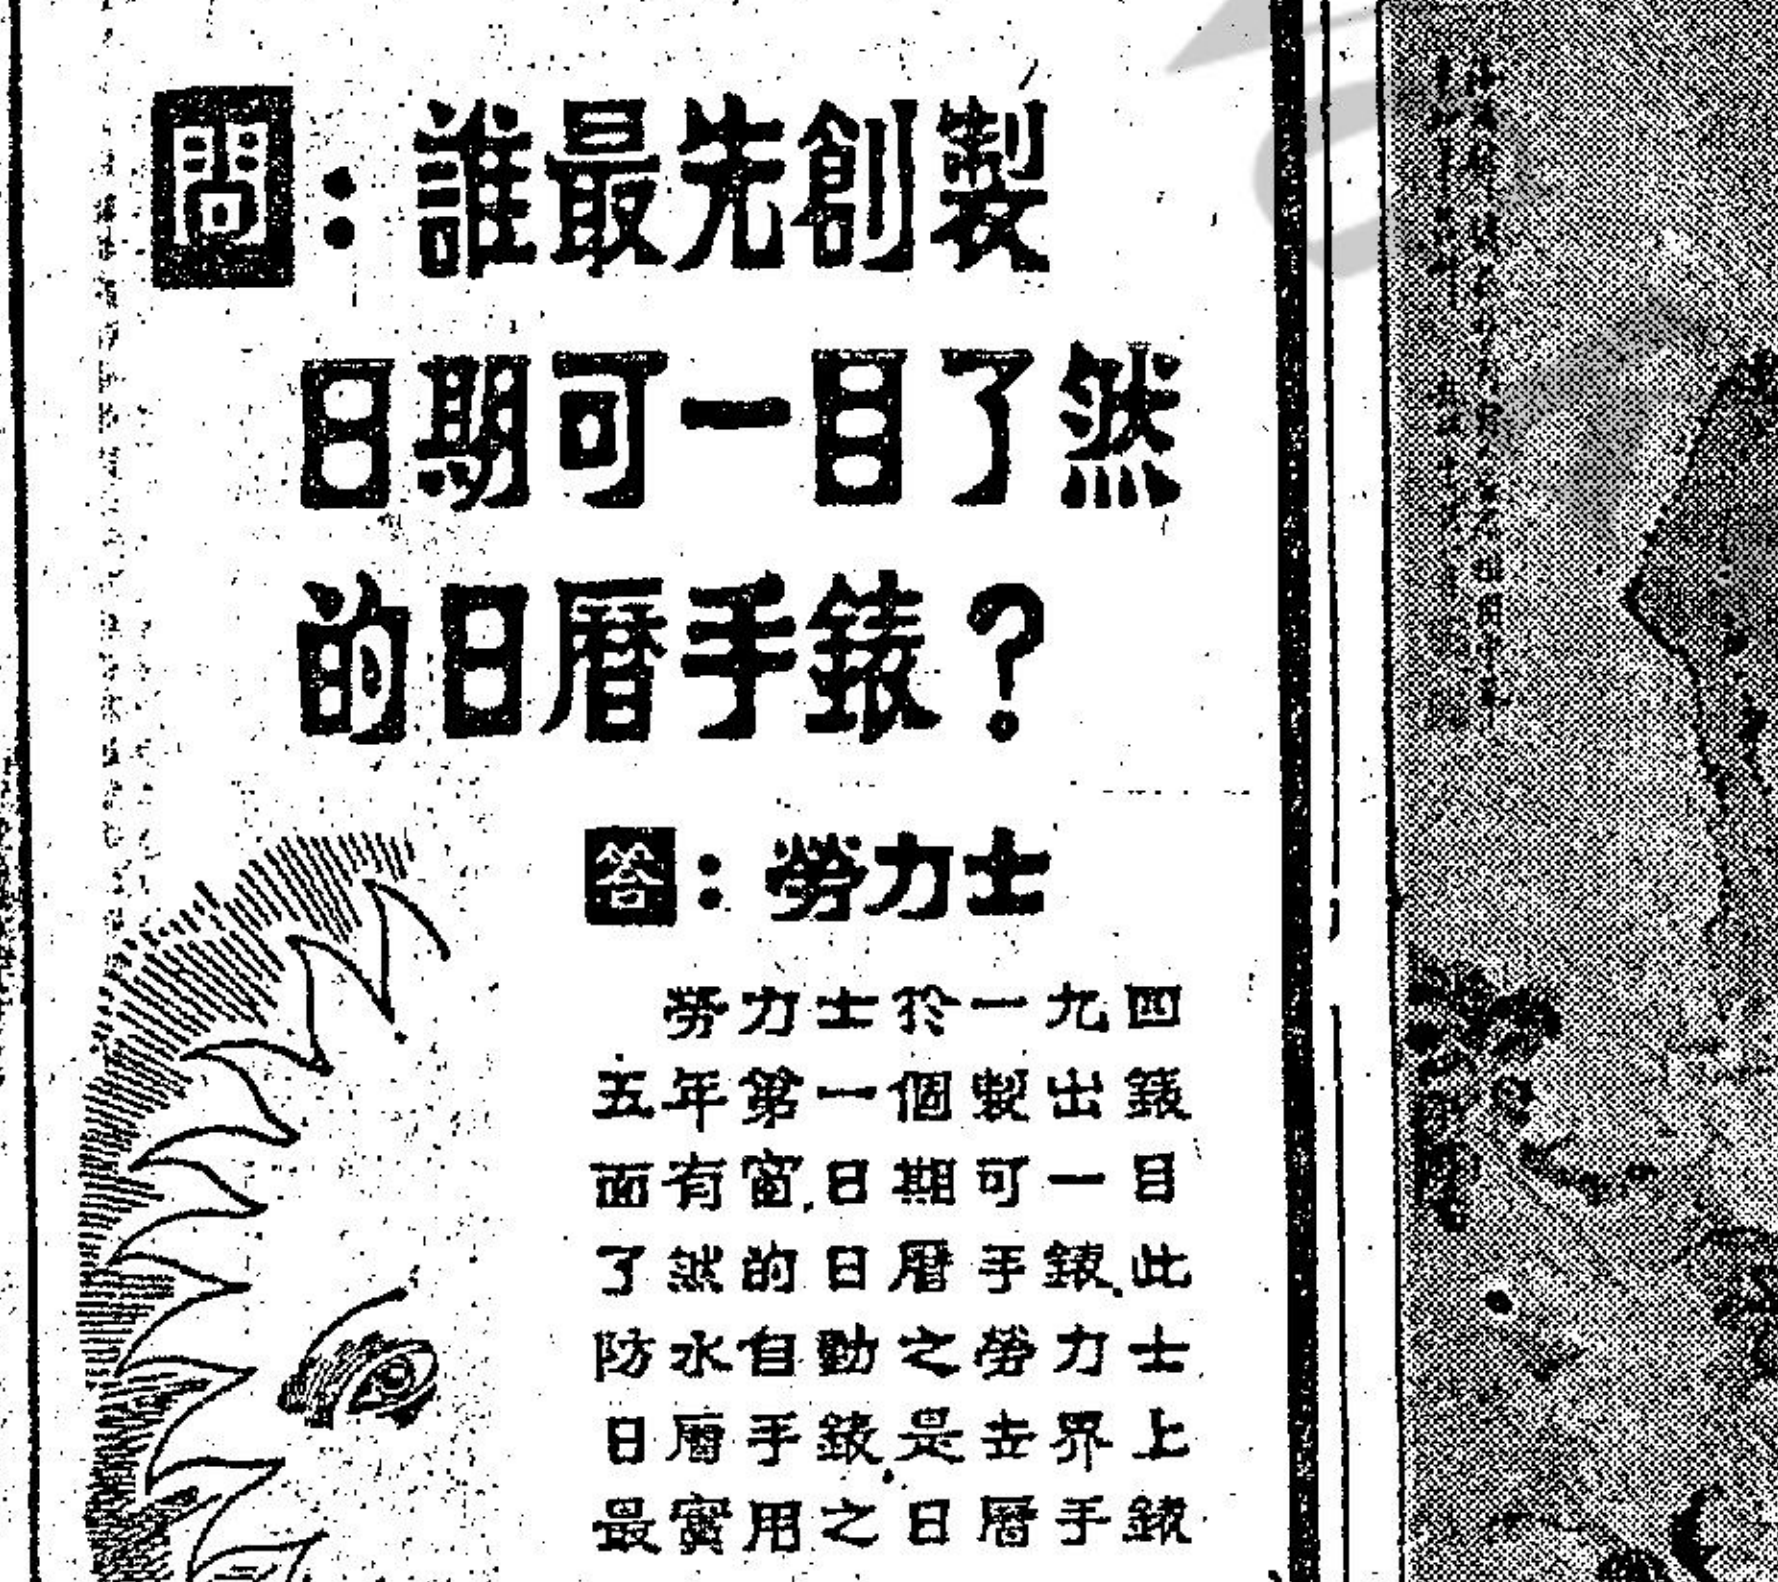 問：誰最先創製
日期可一目了然
的日曆手錶？
答：勞力士
勞力士於一九四
五年第一個製出錶
面有窗，日期可一目
了然的日曆手錶，此
防水自動之勞力士
日曆手錶是世界上
最實用之日曆手錶